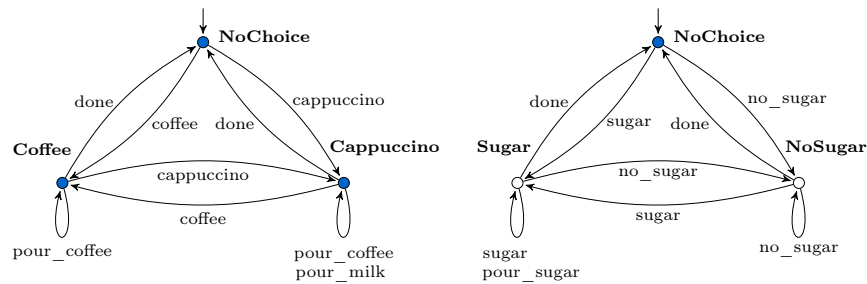 NoChoice
done
coffee
done
cappuccino
Coffee
Cappuccino
cappuccino
coffee
pour_coffee
pour_coffee
pour_milk
NoChoice
done
sugar
done
no_sugar
Sugar
NoSugar
no_sugar
sugar
sugar
pour_sugar
no_sugar